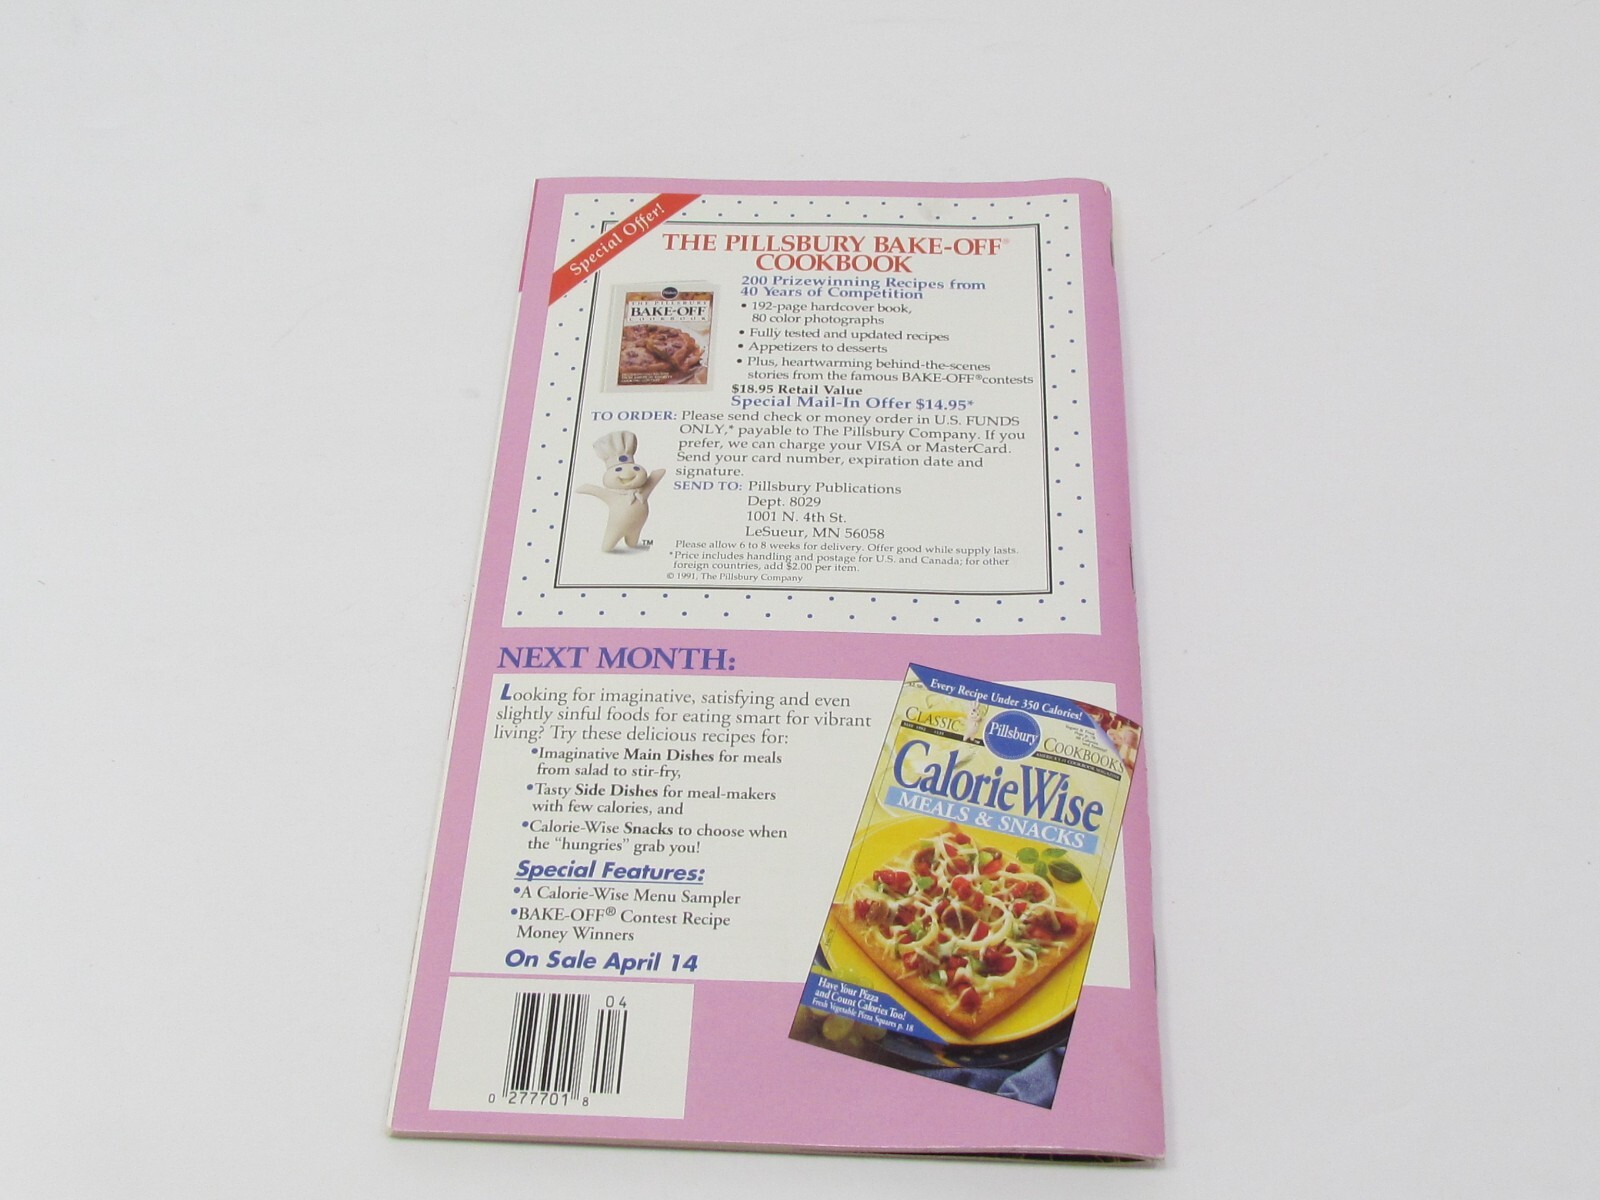 Special Offer!
THE PILLSBURY BAKE-OFF®
COOKBOOK
200 Prizewinning Recipes from
40 Years of Competition
• 192-page hardcover book,
80 color photographs
• Fully tested and updated recipes
• Appetizers to desserts
• Plus, heartwarming behind-the-scenes
stories from the famous BAKE-OFF® contests
$18.95 Retail Value
Special Mail-In Offer $14.95*
THE PILLSBURY
BAKE-OFF
COOKBOOK
TO ORDER: Please send check or money order in U.S. FUNDS
ONLY,* payable to The Pillsbury Company. If you
prefer, we can charge your VISA or MasterCard.
Send your card number, expiration date and
signature.
SEND TO: Pillsbury Publications
Dept. 8029
1001 N. 4th St.
LeSueur, MN 56058
TM
Please allow 6 to 8 weeks for delivery. Offer good while supply lasts.
*Price includes handling and postage for U.S. and Canada; for other
foreign countries, add $2.00 per item.
© 1991, The Pillsbury Company
NEXT MONTH:
Looking for imaginative, satisfying and even
slightly sinful foods for eating smart for vibrant
living? Try these delicious recipes for:
•Imaginative Main Dishes for meals
from salad to stir-fry,
•Tasty Side Dishes for meal-makers
with few calories, and
•Calorie-Wise Snacks to choose when
the "hungries" grab you!
Special Features:
•A Calorie-Wise Menu Sampler
•BAKE-OFF® Contest Recipe
Money Winners
On Sale April 14
Every Recipe Under 350 Calories!
CLASSIC
Pillsbury
COOKBOOKS
CalorieWise
MEALS & SNACKS
Have Your Pizza
and Count Calories Too!
Fresh Vegetable Pizza Squares p. 18
04
0 277701 8